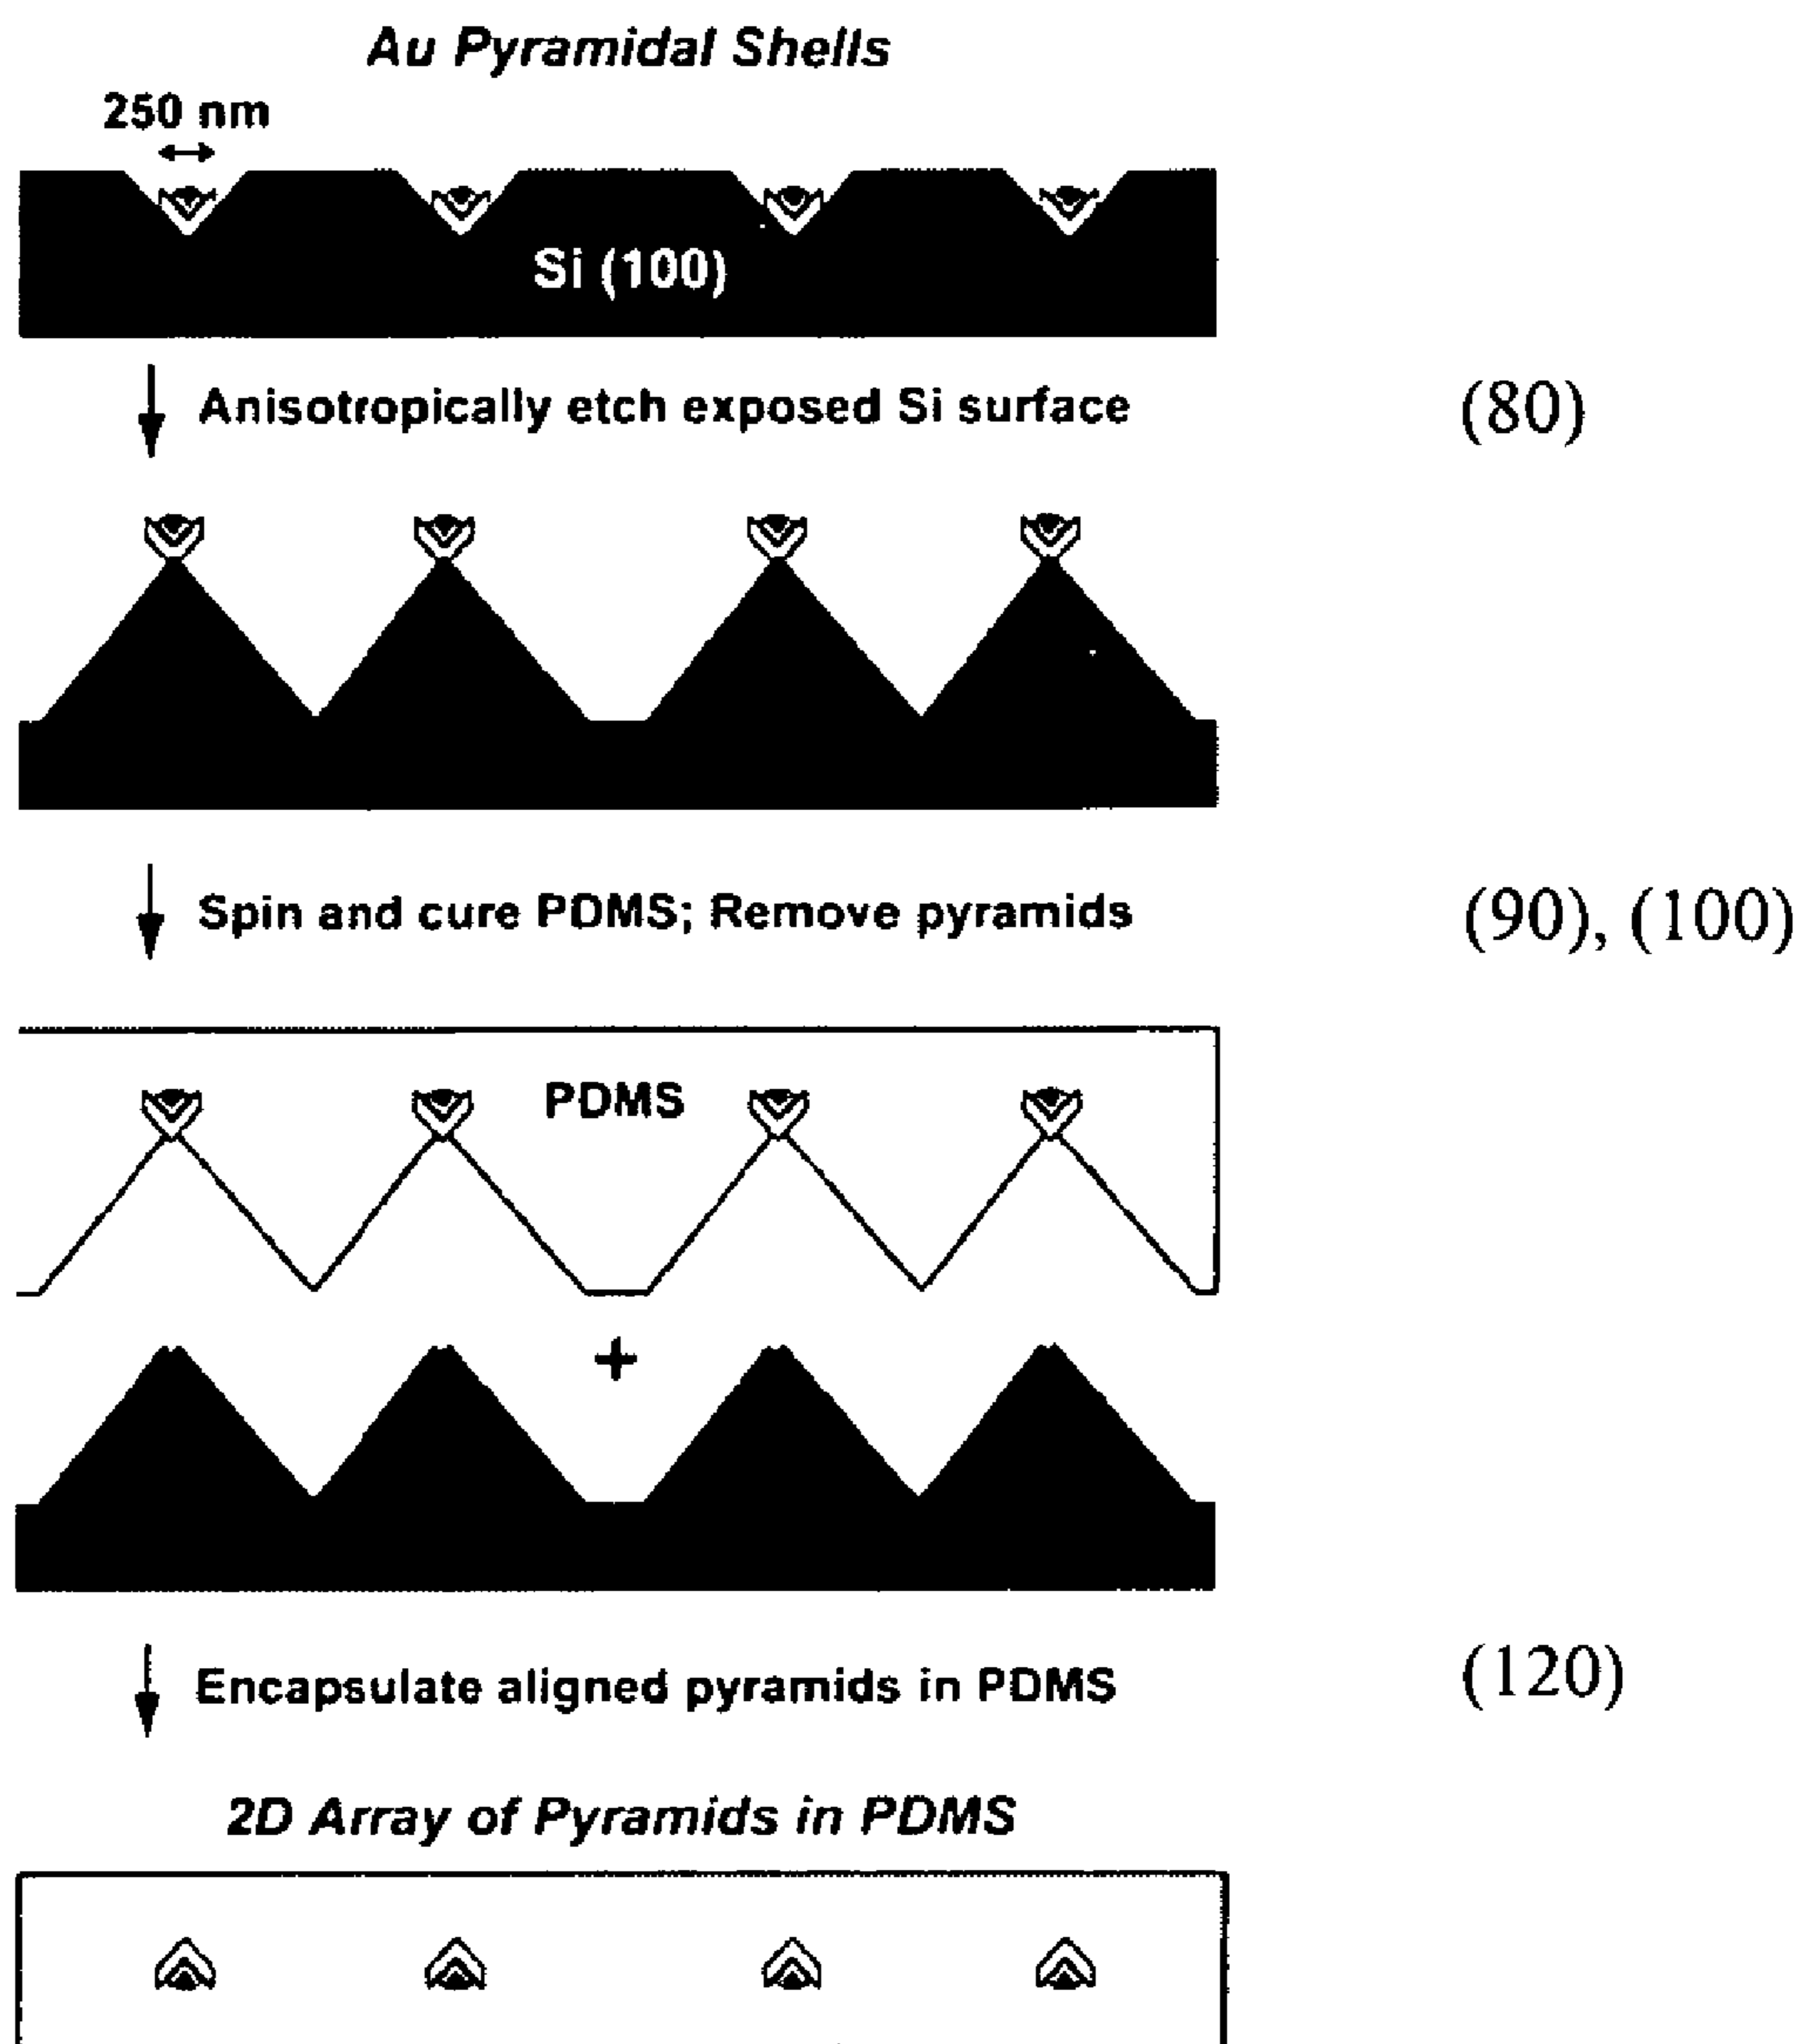 Au Pyramidal Shells
250 nm
Si (100)
Anisotropically etch exposed Si surface (80)
Spin and cure PDMS; Remove pyramids (90), (100)
PDMS
+
Encapsulate aligned pyramids in PDMS (120)
2D Array of Pyramids in PDMS